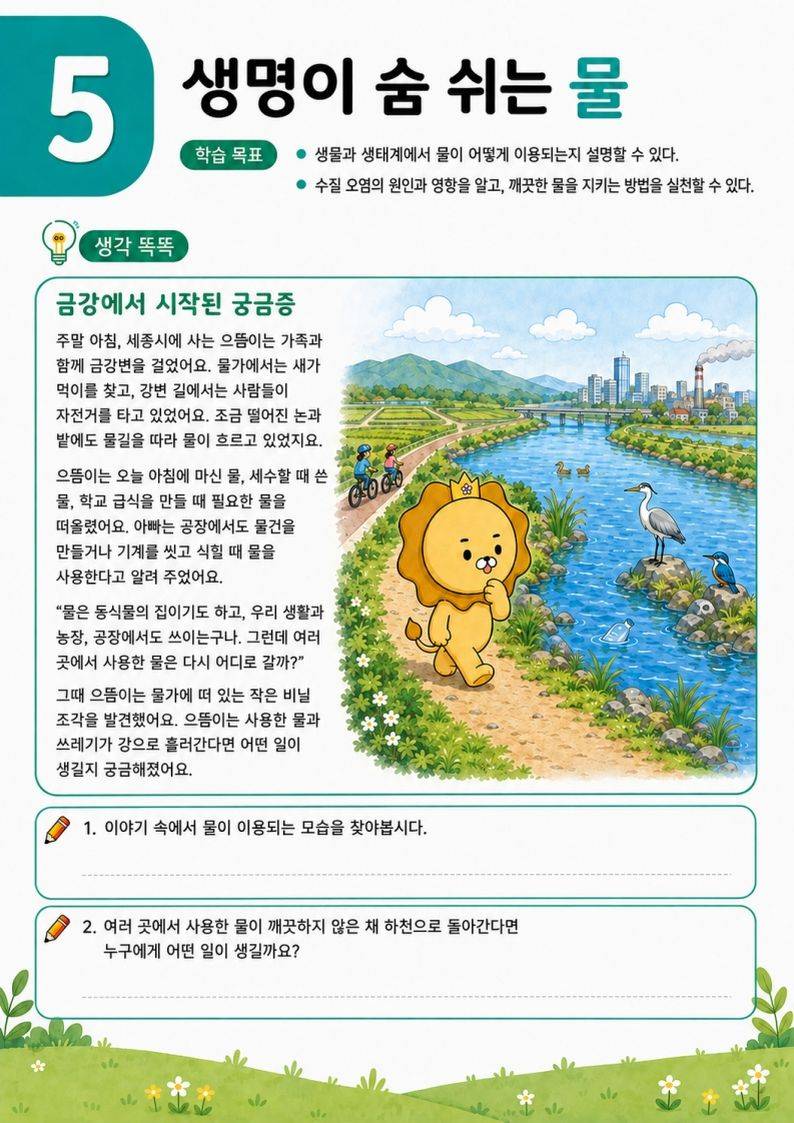 5
생명이 숨 쉬는 물
학습 목표
● 생물과 생태계에서 물이 어떻게 이용되는지 설명할 수 있다.
● 수질 오염의 원인과 영향을 알고, 깨끗한 물을 지키는 방법을 실천할 수 있다.
생각 똑똑
금강에서 시작된 궁금증
주말 아침, 세종시에 사는 으뜸이는 가족과
함께 금강변을 걸었어요. 물가에서는 새가
먹이를 찾고, 강변 길에서는 사람들이
자전거를 타고 있었어요. 조금 떨어진 논과
밭에도 물길을 따라 물이 흐르고 있었지요.
으뜸이는 오늘 아침에 마신 물, 세수할 때 쓴
물, 학교 급식을 만들 때 필요한 물을
떠올렸어요. 아빠는 공장에서도 물건을
만들거나 기계를 씻고 식힐 때 물을
사용한다고 알려 주었어요.
“물은 동식물의 집이기도 하고, 우리 생활과
농장, 공장에서도 쓰이는구나. 그런데 여러
곳에서 사용한 물은 다시 어디로 갈까?”
그때 으뜸이는 물가에 떠 있는 작은 비닐
조각을 발견했어요. 으뜸이는 사용한 물과
쓰레기가 강으로 흘러간다면 어떤 일이
생길지 궁금해졌어요.
1. 이야기 속에서 물이 이용되는 모습을 찾아봅시다.
2. 여러 곳에서 사용한 물이 깨끗하지 않은 채 하천으로 돌아간다면
누구에게 어떤 일이 생길까요?